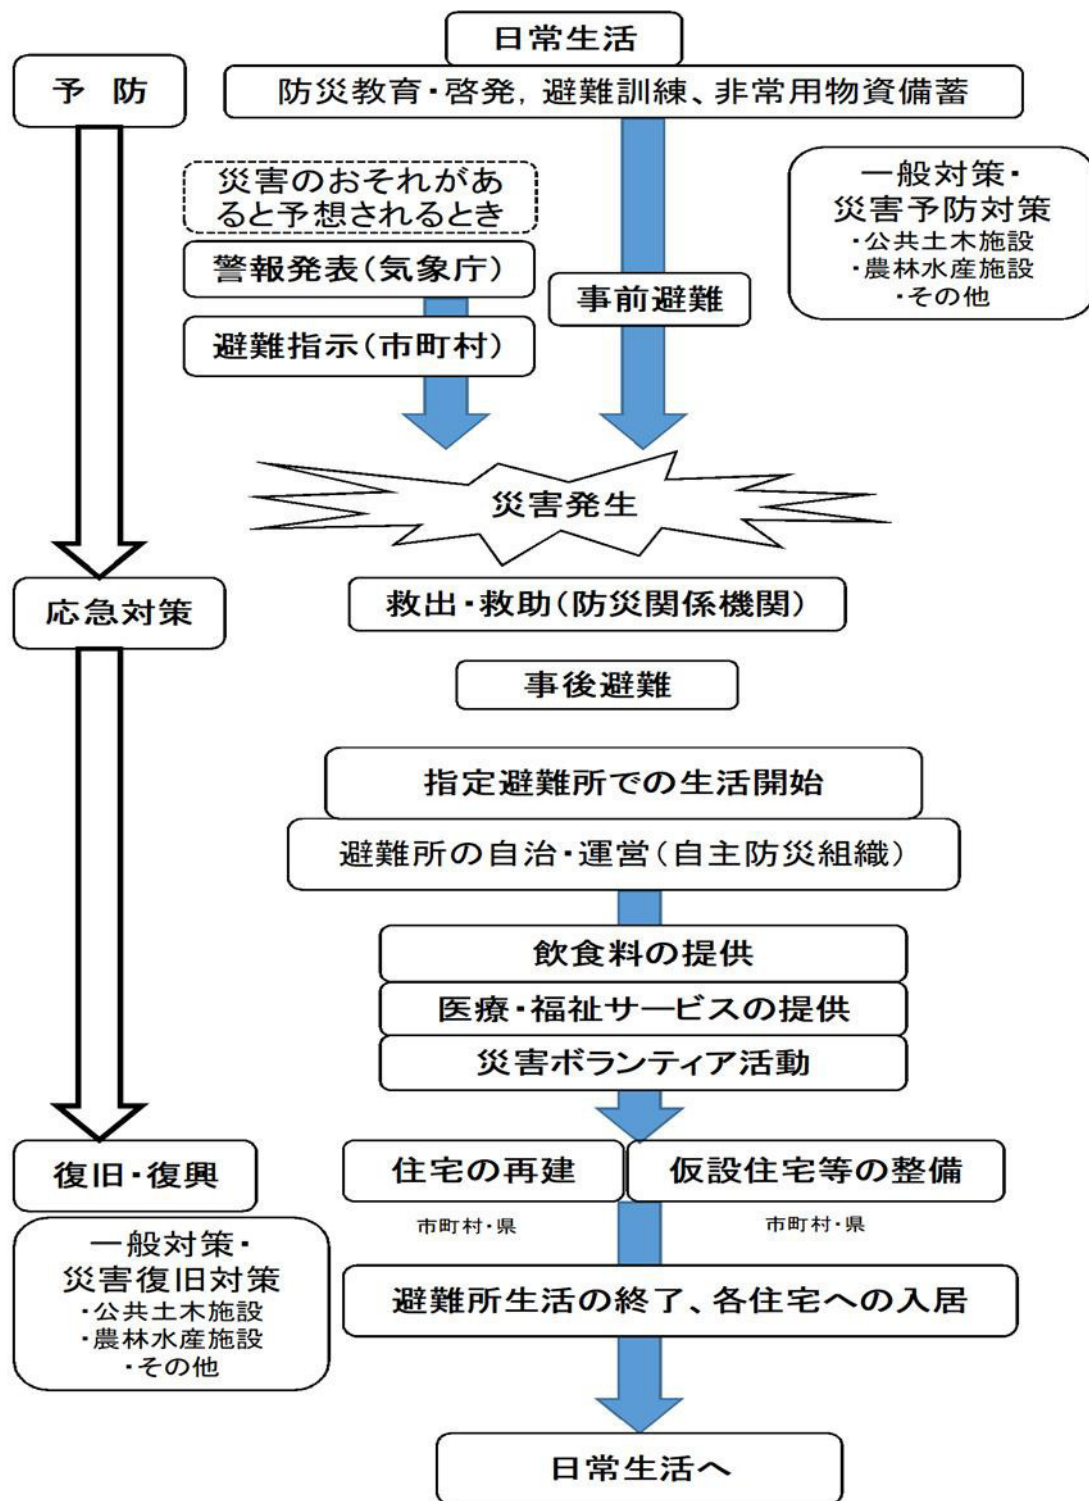 日常生活
予 防
防災教育・啓発，避難訓練、非常用物資備蓄
災害のおそれがあ
ると予想されるとき
一般対策・
災害予防対策
・公共土木施設
・農林水産施設
・その他
警報発表（気象庁）
事前避難
避難指示（市町村）
災害発生
応急対策
救出・救助（防災関係機関）
事後避難
指定避難所での生活開始
避難所の自治・運営（自主防災組織）
飲食料の提供
医療・福祉サービスの提供
災害ボランティア活動
復旧・復興
住宅の再建
仮設住宅等の整備
市町村・県
市町村・県
一般対策・
災害復旧対策
・公共土木施設
・農林水産施設
・その他
避難所生活の終了、各住宅への入居
日常生活へ